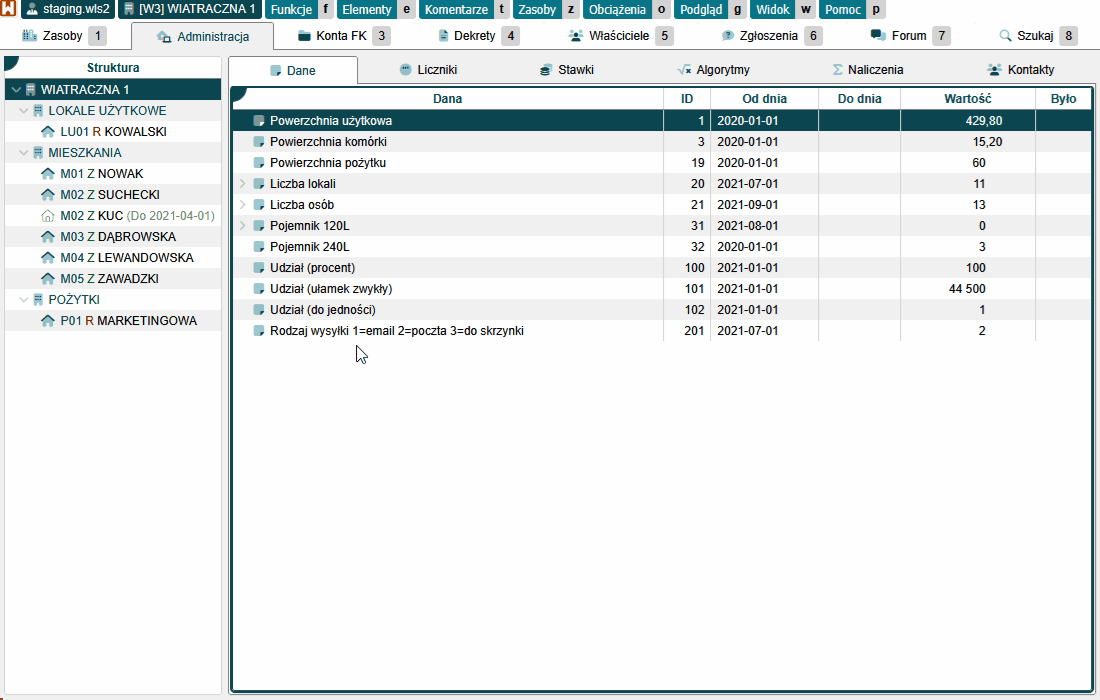 staging.wls2 [W3] WIATRACZNA 1 Funkcje f Elementy e Komentarze t Zasoby z Obciążenia o Podgląd g Widok w Pomoc p
Zasoby 1 Administracja Konta FK 3 Dekrety 4 Właściciele 5 Zgłoszenia 6 Forum 7 Szukaj 8
Struktura
WIATRACZNA 1
LOKALE UŻYTKOWE
LU01 R KOWALSKI
MIESZKANIA
M01 Z NOWAK
M02 Z SUCHECKI
M02 Z KUC (Do 2021-04-01)
M03 Z DĄBROWSKA
M04 Z LEWANDOWSKA
M05 Z ZAWADZKI
POŻYTKI
P01 R MARKETINGOWA
Dane Liczniki Stawki Algorytmy Naliczenia Kontakty
Dana ID Od dnia Do dnia Wartość Było
Powerzchnia użytkowa 1 2020-01-01 429,80
Powierzchnia komórki 3 2020-01-01 15,20
Powierzchnia pożytku 19 2020-01-01 60
Liczba lokali 20 2021-07-01 11
Liczba osób 21 2021-09-01 13
Pojemnik 120L 31 2021-08-01 0
Pojemnik 240L 32 2020-01-01 3
Udział (procent) 100 2021-01-01 100
Udział (ułamek zwykły) 101 2021-01-01 44 500
Udział (do jedności) 102 2021-01-01 1
Rodzaj wysyłki 1=email 2=poczta 3=do skrzynki 201 2021-07-01 2